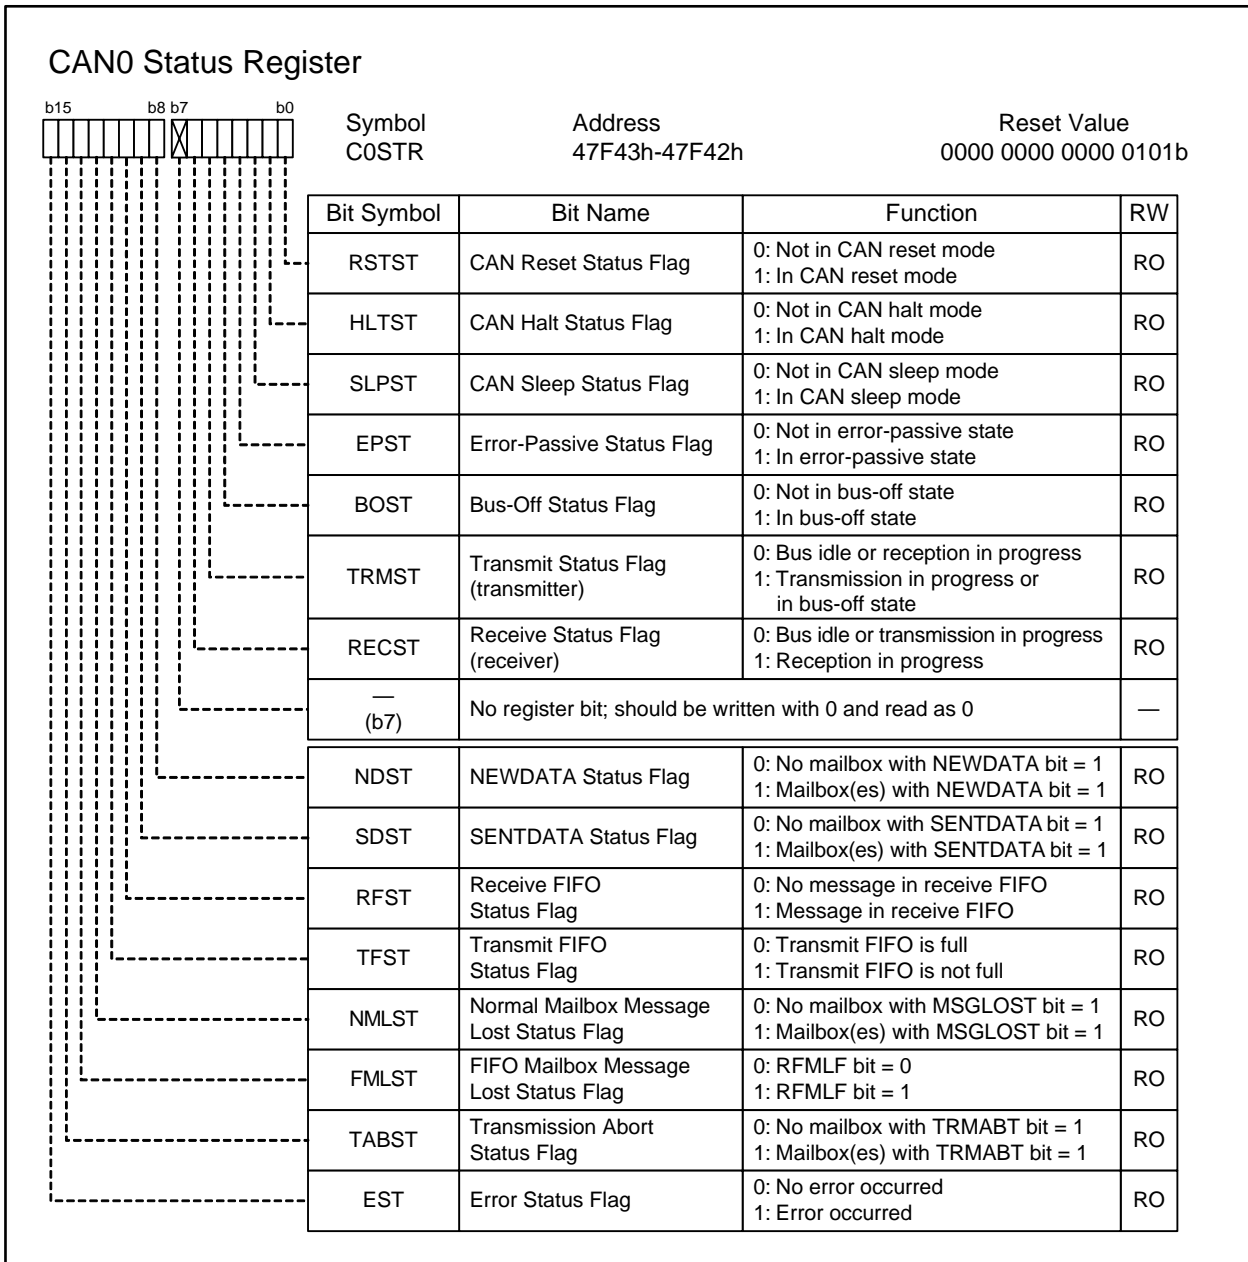 CAN0 Status Register
b15 b8 b7 b0
Symbol Address Reset Value
C0STR 47F43h-47F42h 0000 0000 0000 0101b
Bit Symbol Bit Name Function RW
RSTST CAN Reset Status Flag 0: Not in CAN reset mode RO
1: In CAN reset mode
HLTST CAN Halt Status Flag 0: Not in CAN halt mode RO
1: In CAN halt mode
SLPST CAN Sleep Status Flag 0: Not in CAN sleep mode RO
1: In CAN sleep mode
EPST Error-Passive Status Flag 0: Not in error-passive state RO
1: In error-passive state
BOST Bus-Off Status Flag 0: Not in bus-off state RO
1: In bus-off state
TRMST Transmit Status Flag 0: Bus idle or reception in progress RO
(transmitter) 1: Transmission in progress or
in bus-off state
RECST Receive Status Flag 0: Bus idle or transmission in progress RO
(receiver) 1: Reception in progress
— No register bit; should be written with 0 and read as 0 —
(b7)
NDST NEWDATA Status Flag 0: No mailbox with NEWDATA bit = 1 RO
1: Mailbox(es) with NEWDATA bit = 1
SDST SENTDATA Status Flag 0: No mailbox with SENTDATA bit = 1 RO
1: Mailbox(es) with SENTDATA bit = 1
RFST Receive FIFO 0: No message in receive FIFO RO
Status Flag 1: Message in receive FIFO
TFST Transmit FIFO 0: Transmit FIFO is full RO
Status Flag 1: Transmit FIFO is not full
NMLST Normal Mailbox Message 0: No mailbox with MSGLOST bit = 1 RO
Lost Status Flag 1: Mailbox(es) with MSGLOST bit = 1
FMLST FIFO Mailbox Message 0: RFMLF bit = 0 RO
Lost Status Flag 1: RFMLF bit = 1
TABST Transmission Abort 0: No mailbox with TRMABT bit = 1 RO
Status Flag 1: Mailbox(es) with TRMABT bit = 1
EST Error Status Flag 0: No error occurred RO
1: Error occurred